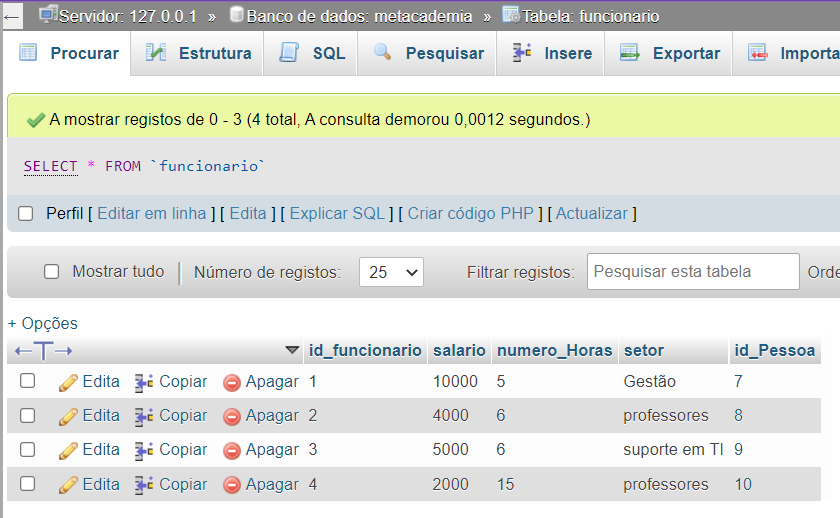 Servidor: 127.0.0.1 » Banco de dados: metacademia » Tabela: funcionario
Procurar Estrutura SQL Pesquisar Insere Exportar Importa
A mostrar registos de 0 - 3 (4 total, A consulta demorou 0,0012 segundos.)
SELECT * FROM `funcionario`
Perfil [ Editar em linha ] [ Edita ] [ Explicar SQL ] [ Criar código PHP ] [ Actualizar ]
Mostrar tudo | Número de registos: 25 Filtrar registos: Pesquisar esta tabela Orde
+ Opções
←T→ id_funcionario salario numero_Horas setor id_Pessoa
Edita Copiar Apagar 1 10000 5 Gestão 7
Edita Copiar Apagar 2 4000 6 professores 8
Edita Copiar Apagar 3 5000 6 suporte em TI 9
Edita Copiar Apagar 4 2000 15 professores 10